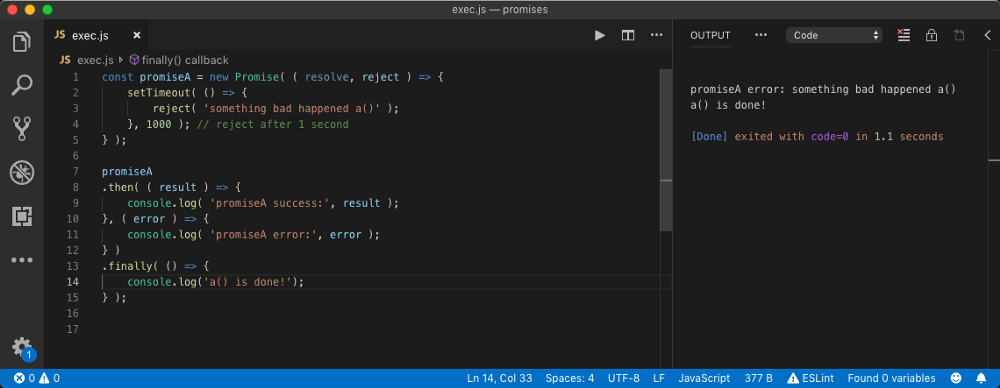 exec.js — promises
JS exec.js ×
OUTPUT ••• Code
JS exec.js ▸ finally() callback
1 const promiseA = new Promise( ( resolve, reject ) => {
2     setTimeout( () => {
3         reject( 'something bad happened a()' );
4     }, 1000 ); // reject after 1 second
5 } );
6
7 promiseA
8 .then( ( result ) => {
9     console.log( 'promiseA success:', result );
10 }, ( error ) => {
11     console.log( 'promiseA error:', error );
12 } )
13 .finally( () => {
14     console.log('a() is done!');
15 } );
16
17
promiseA error: something bad happened a()
a() is done!
[Done] exited with code=0 in 1.1 seconds
1
0 0 Ln 14, Col 33 Spaces: 4 UTF-8 LF JavaScript 377 B ESLint Found 0 variables